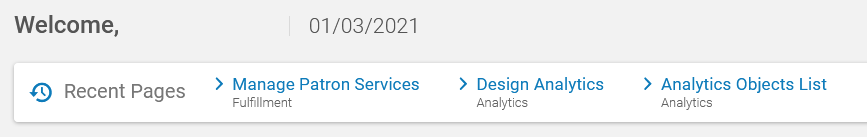 Welcome, 01/03/2021
Recent Pages
Manage Patron Services
Fulfillment
Design Analytics
Analytics
Analytics Objects List
Analytics